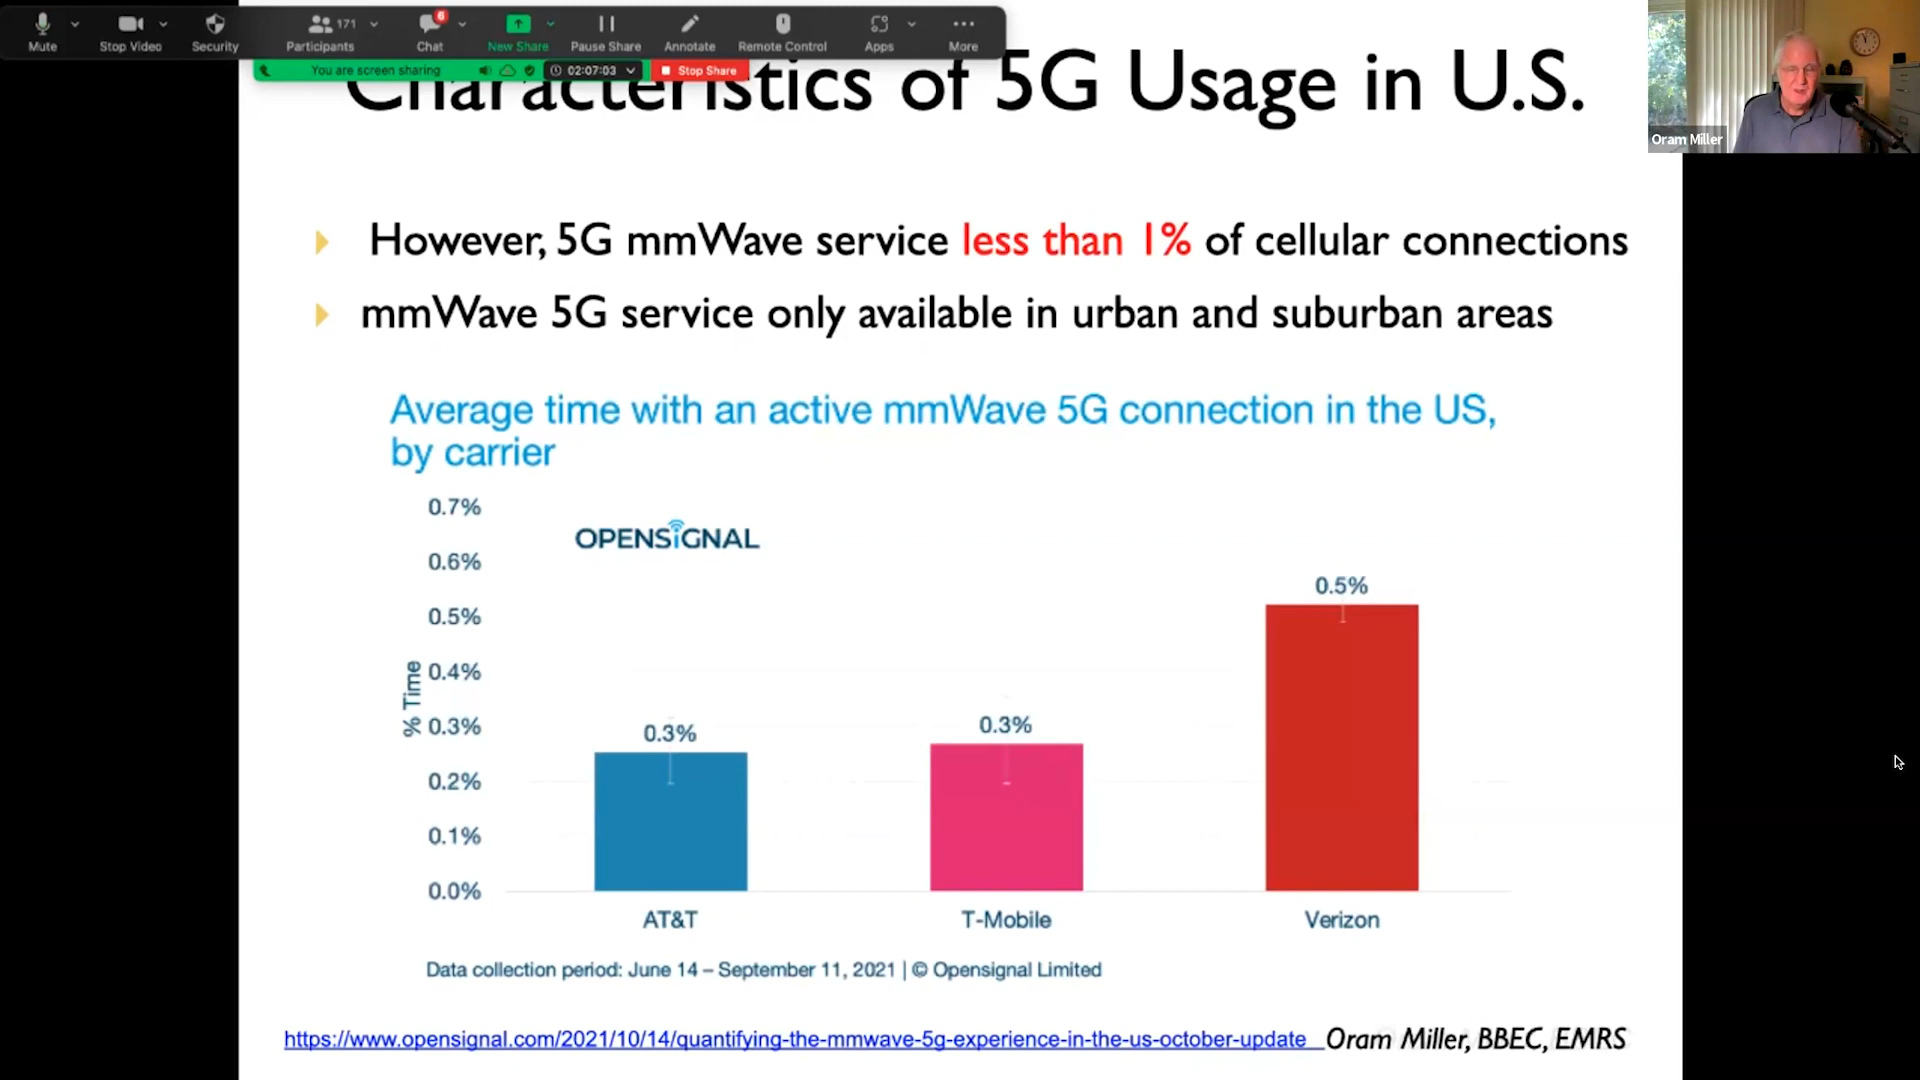 Mute
Stop Video
Security
171
Participants
6
Chat
New Share
Pause Share
Annotate
Remote Control
Apps
More
You are screen sharing
02:07:03
Stop Share
Characteristics of 5G Usage in U.S.
Oram Miller
However, 5G mmWave service less than 1% of cellular connections
mmWave 5G service only available in urban and suburban areas
Average time with an active mmWave 5G connection in the US,
by carrier
0.7%
0.6%
0.5%
0.4%
0.3%
0.2%
0.1%
0.0%
% Time
OPENSiGNAL
0.3%
0.3%
0.5%
AT&T
T-Mobile
Verizon
Data collection period: June 14 – September 11, 2021 | © Opensignal Limited
https://www.opensignal.com/2021/10/14/quantifying-the-mmwave-5g-experience-in-the-us-october-update
Oram Miller, BBEC, EMRS